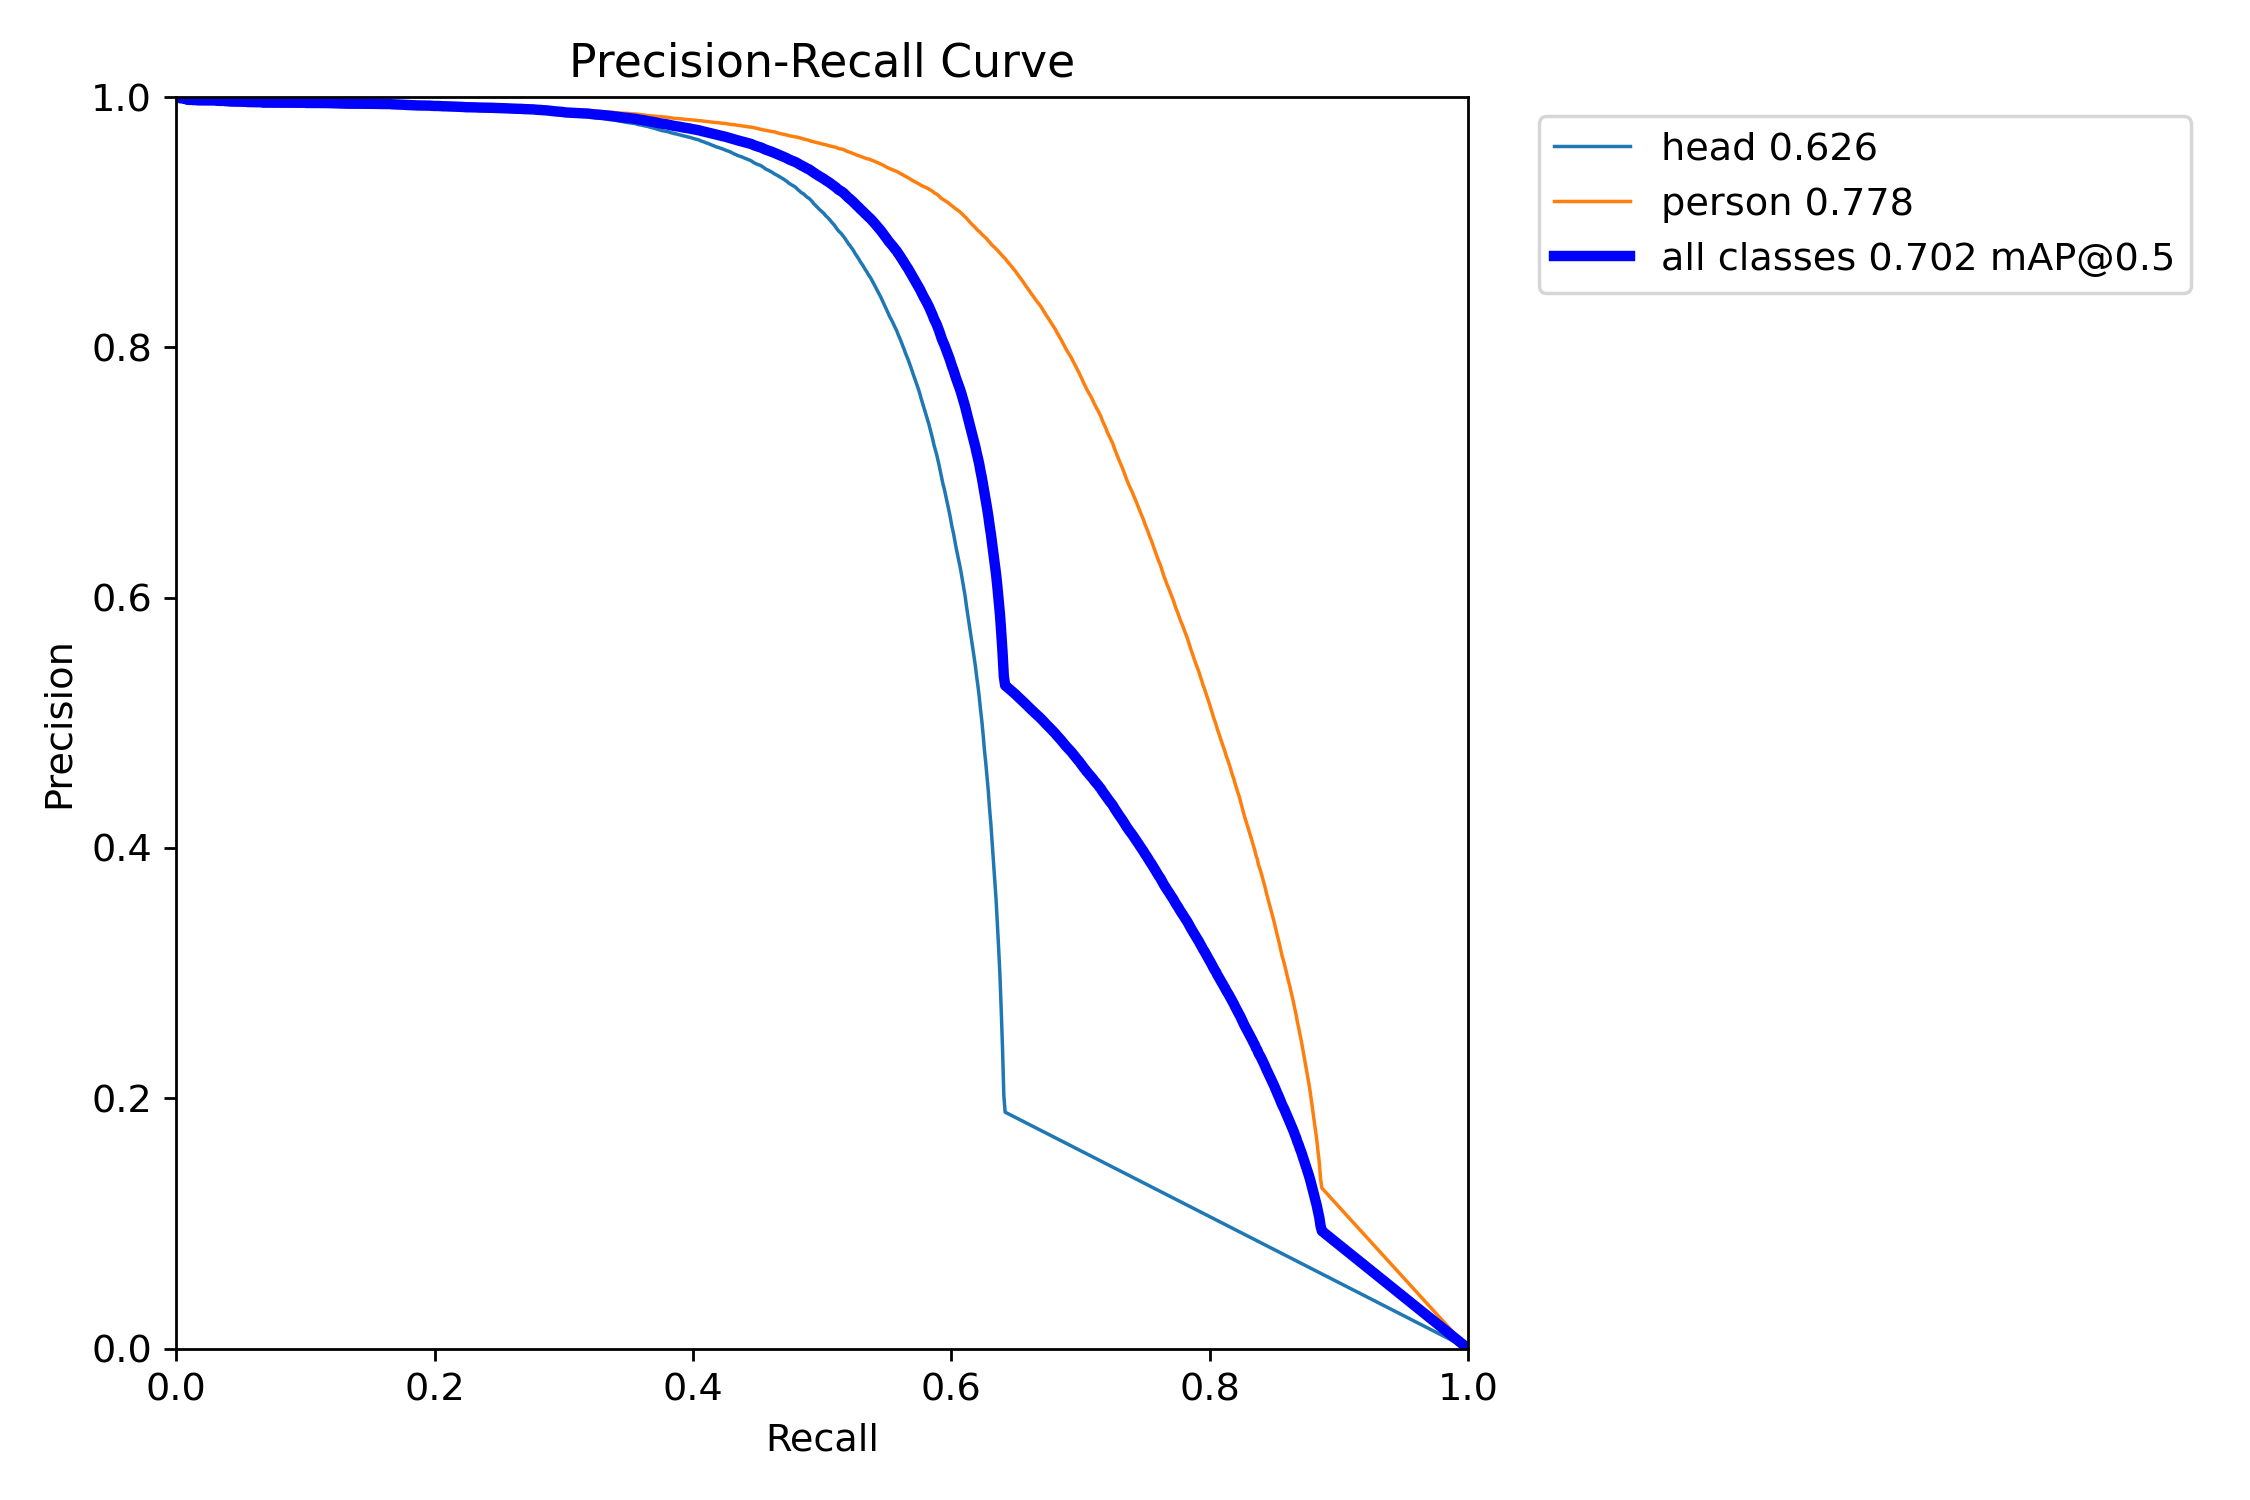 Precision-Recall Curve
head 0.626
person 0.778
all classes 0.702 mAP@0.5
Precision
1.0
0.8
0.6
0.4
0.2
0.0
0.0 0.2 0.4 0.6 0.8 1.0
Recall